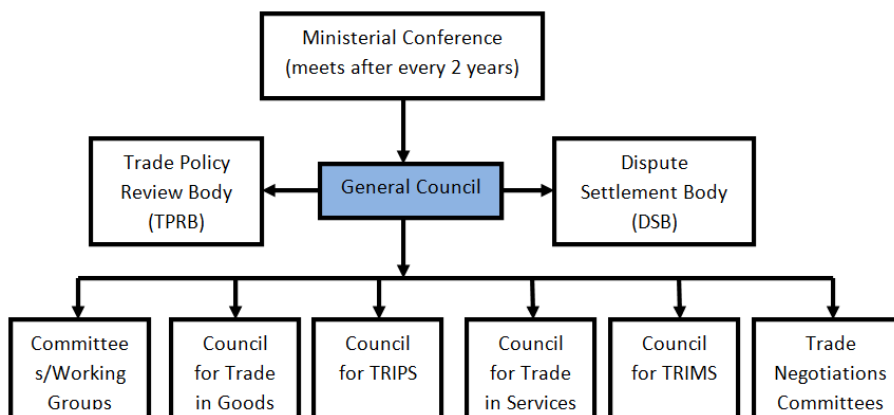 Ministerial Conference
(meets after every 2 years)
Trade Policy
Review Body
(TPRB)
General Council
Dispute
Settlement Body
(DSB)
Committee
s/Working
Groups
Council
for Trade
in Goods
Council
for TRIPS
Council
for Trade
in Services
Council
for TRIMS
Trade
Negotiations
Committees